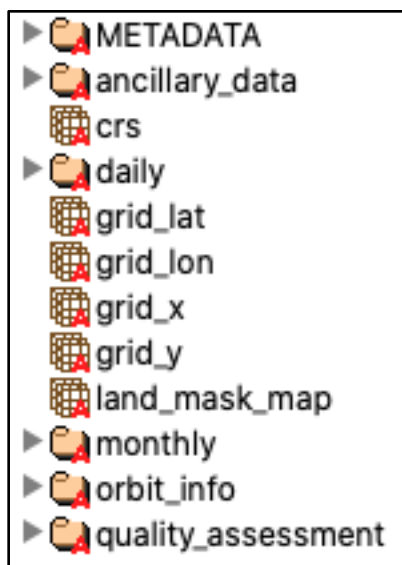 METADATA
ancillary_data
crs
daily
grid_lat
grid_lon
grid_x
grid_y
land_mask_map
monthly
orbit_info
quality_assessment